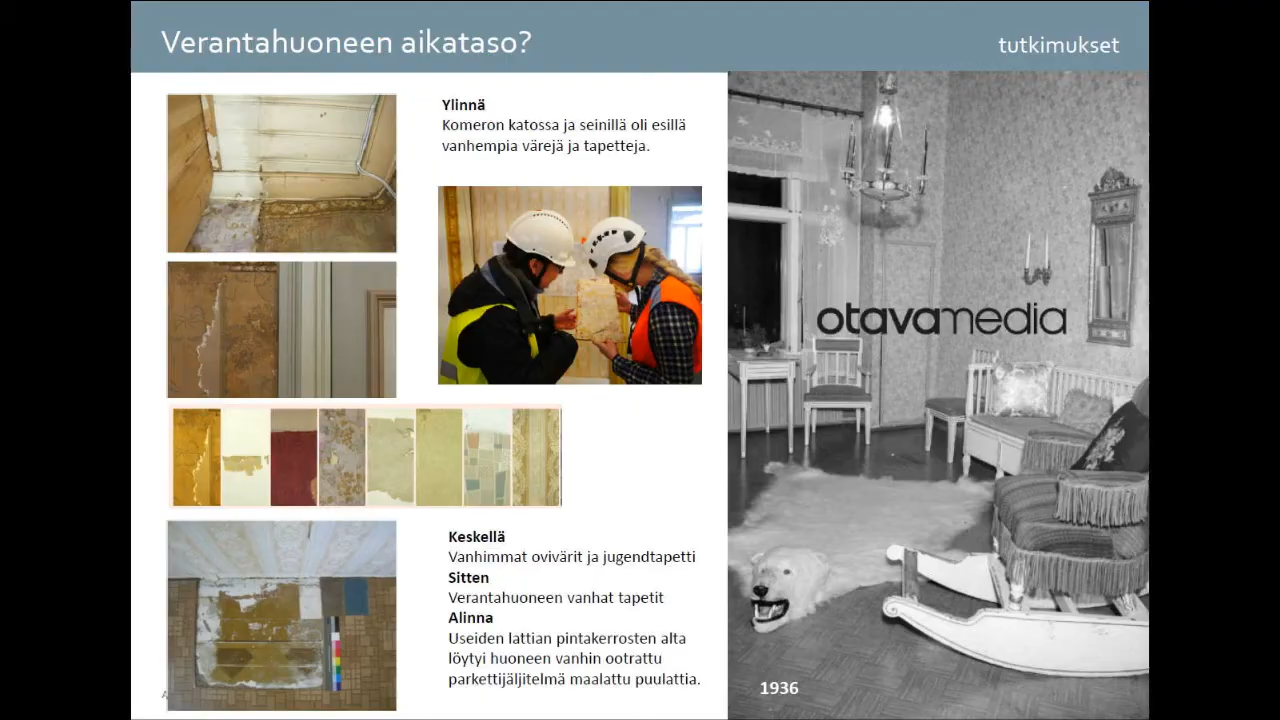 Verantahuoneen aikataso?
tutkimukset
Ylinnä
Komeron katossa ja seinillä oli esillä
vanhempia värejä ja tapetteja.
otavamedia
Keskellä
Vanhimmat ovivärit ja jugendtapetti
Sitten
Verantahuoneen vanhat tapetit
Alinna
Useiden lattian pintakerrosten alta
löytyi huoneen vanhin ootrattu
parkettijäljitelmä maalattu puulattia.
1936